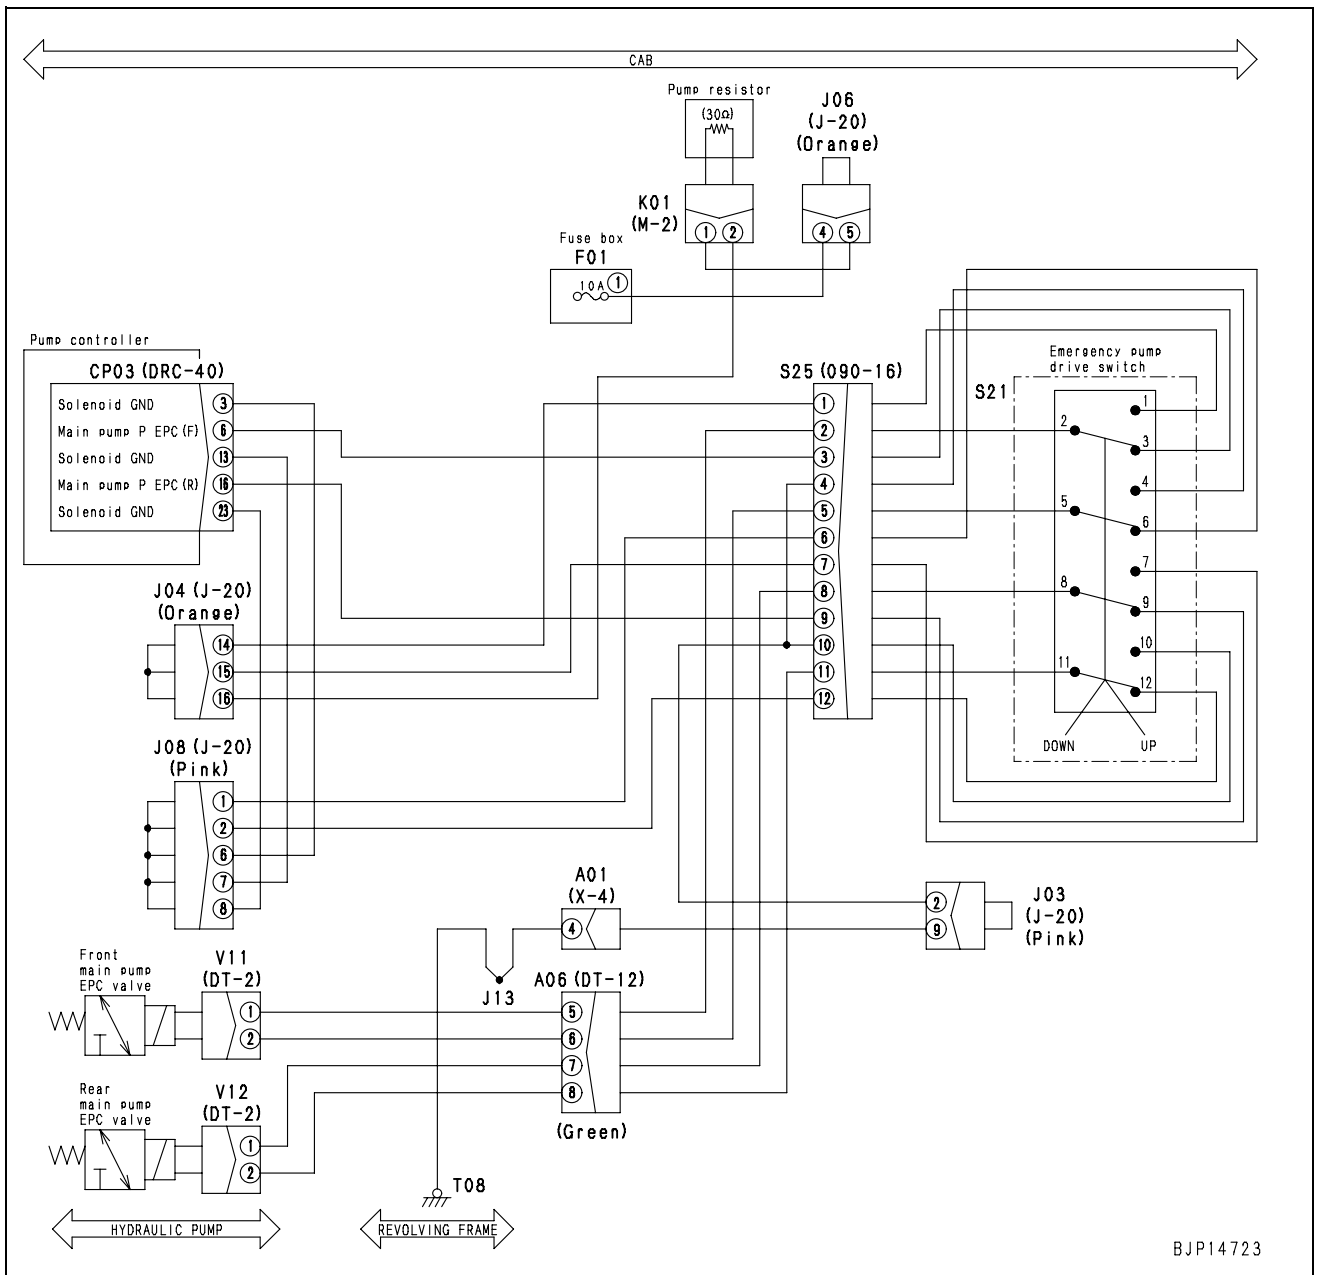 CAB
Pump resistor
(30Ω)
J06
(J-20)
(Orange)
K01
(M-2)
1 2
4 5
Fuse box
F01
10A 1
Pump controller
CP03 (DRC-40)
Solenoid GND 3
Main pump P EPC (F) 6
Solenoid GND 13
Main pump P EPC (R) 16
Solenoid GND 23
S25 (090-16)
1
2
3
4
5
6
7
8
9
10
11
12
Emergency pump
drive switch
S21
1
2
3
4
5
6
7
8
9
10
11
12
DOWN UP
J04 (J-20)
(Orange)
14
15
16
J08 (J-20)
(Pink)
1
2
6
7
8
A01
(X-4)
4
J03
(J-20)
(Pink)
2
9
J13
Front
main pump
EPC valve
V11
(DT-2)
1
2
A06 (DT-12)
5
6
7
8
(Green)
Rear
main pump
EPC valve
V12
(DT-2)
1
2
T08
HYDRAULIC PUMP
REVOLVING FRAME
BJP14723